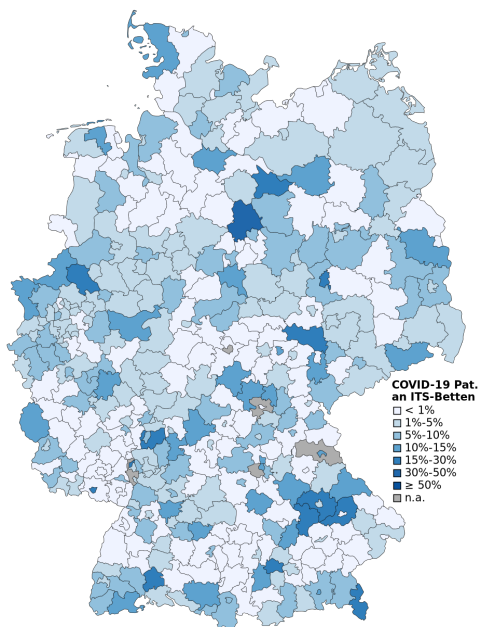 COVID-19 Pat.
an ITS-Betten
< 1%
1%-5%
5%-10%
10%-15%
15%-30%
30%-50%
≥ 50%
n.a.